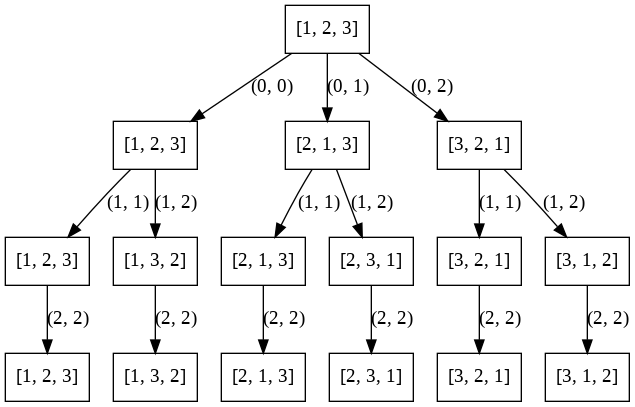 [1, 2, 3]
(0, 0) (0, 1) (0, 2)
[1, 2, 3] [2, 1, 3] [3, 2, 1]
(1, 1) (1, 2) (1, 1) (1, 2) (1, 1) (1, 2)
[1, 2, 3] [1, 3, 2] [2, 1, 3] [2, 3, 1] [3, 2, 1] [3, 1, 2]
(2, 2) (2, 2) (2, 2) (2, 2) (2, 2) (2, 2)
[1, 2, 3] [1, 3, 2] [2, 1, 3] [2, 3, 1] [3, 2, 1] [3, 1, 2]